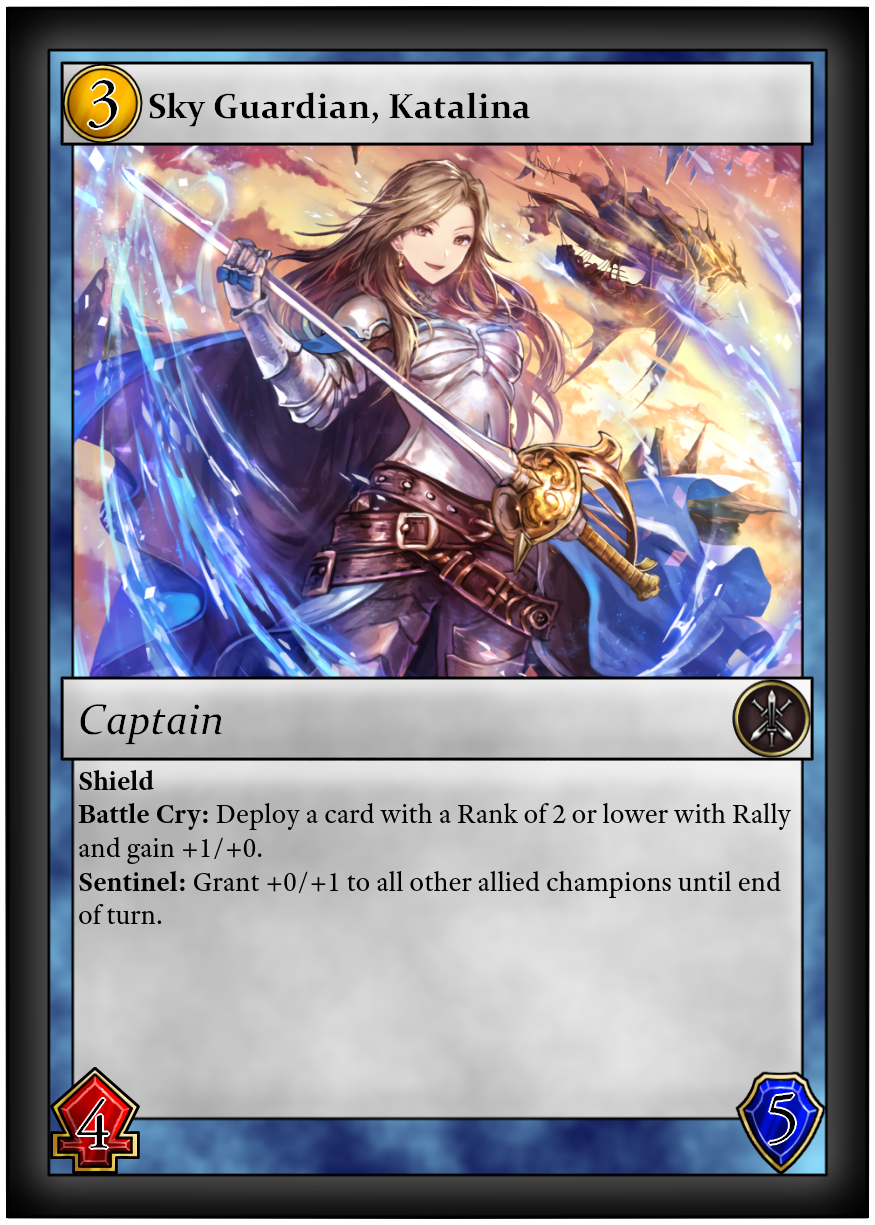 3
Sky Guardian, Katalina
Captain
Shield
Battle Cry: Deploy a card with a Rank of 2 or lower with Rally
and gain +1/+0.
Sentinel: Grant +0/+1 to all other allied champions until end
of turn.
4
5